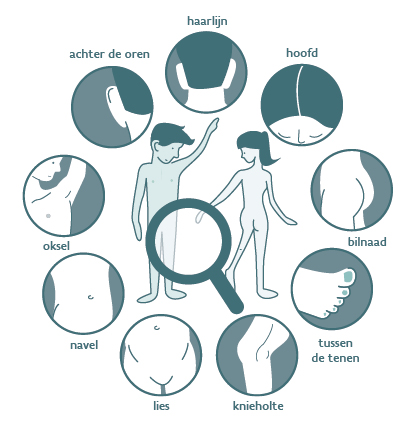 haarlijn
achter de oren
hoofd
oksel
bilnaad
navel
tussen
de tenen
lies
knieholte